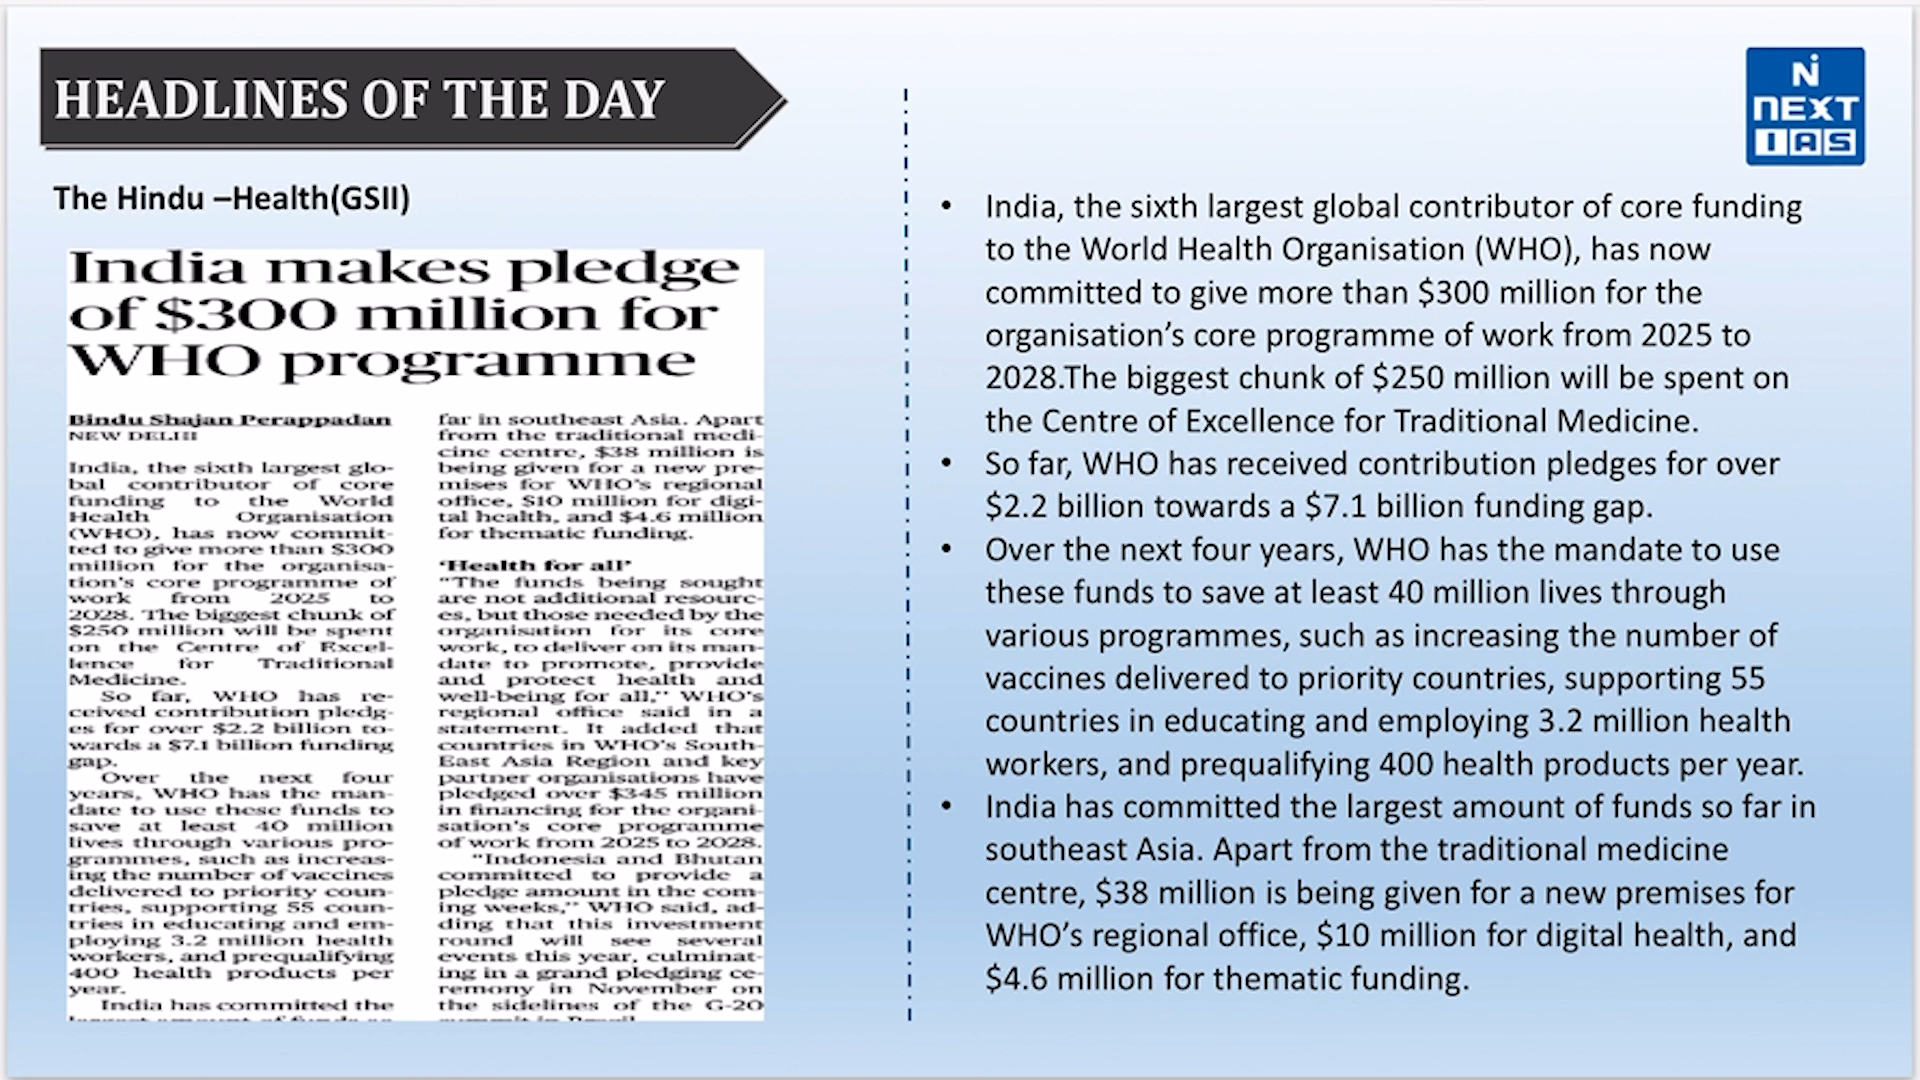 HEADLINES OF THE DAY
N
NEXT
IAS
The Hindu –Health(GSII)
India makes pledge
of $300 million for
WHO programme
Bindu Shajan Perappadan
NEW DELHI
India, the sixth largest glo-
bal contributor of core
funding to the World
Health Organisation
(WHO), has now commit-
ted to give more than $300
million for the organisa-
tion's core programme of
work from 2025 to
2028. The biggest chunk of
$250 million will be spent
on the Centre of Excel-
lence for Traditional
Medicine.
So far, WHO has re-
ceived contribution pledg-
es for over $2.2 billion to-
wards a $7.1 billion funding
gap.
Over the next four
years, WHO has the man-
date to use these funds to
save at least 40 million
lives through various pro-
grammes, such as increas-
ing the number of vaccines
delivered to priority coun-
tries, supporting 55 coun-
tries in educating and em-
ploying 3.2 million health
workers, and prequalifying
400 health products per
year.
India has committed the
far in southeast Asia. Apart
from the traditional medi-
cine centre, $38 million is
being given for a new pre-
mises for WHO's regional
office, $10 million for digi-
tal health, and $4.6 million
for thematic funding.
'Health for all'
"The funds being sought
are not additional resourc-
es, but those needed by the
organisation for its core
work, to deliver on its man-
date to promote, provide
and protect health and
well-being for all," WHO's
regional office said in a
statement. It added that
countries in WHO's South-
East Asia Region and key
partner organisations have
pledged over $345 million
in financing for the organi-
sation's core programme
of work from 2025 to 2028.
"Indonesia and Bhutan
committed to provide a
pledge amount in the com-
ing weeks," WHO said, ad-
ding that this investment
round will see several
events this year, culminat-
ing in a grand pledging ce-
remony in November on
the sidelines of the G-20
• India, the sixth largest global contributor of core funding
to the World Health Organisation (WHO), has now
committed to give more than $300 million for the
organisation's core programme of work from 2025 to
2028.The biggest chunk of $250 million will be spent on
the Centre of Excellence for Traditional Medicine.
• So far, WHO has received contribution pledges for over
$2.2 billion towards a $7.1 billion funding gap.
• Over the next four years, WHO has the mandate to use
these funds to save at least 40 million lives through
various programmes, such as increasing the number of
vaccines delivered to priority countries, supporting 55
countries in educating and employing 3.2 million health
workers, and prequalifying 400 health products per year.
• India has committed the largest amount of funds so far in
southeast Asia. Apart from the traditional medicine
centre, $38 million is being given for a new premises for
WHO's regional office, $10 million for digital health, and
$4.6 million for thematic funding.